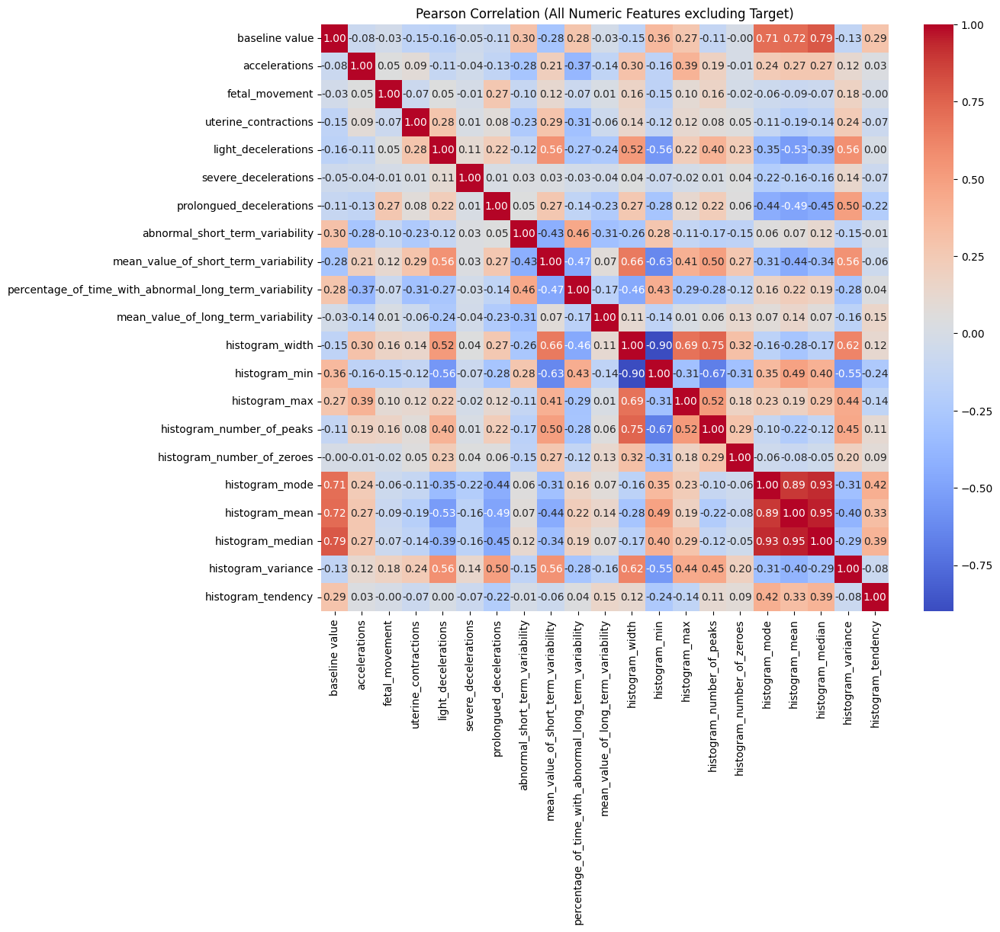 Pearson Correlation (All Numeric Features excluding Target)
baseline value 1.00 -0.08 -0.03 -0.15 -0.16 -0.05 -0.11 0.30 -0.28 0.28 -0.03 -0.15 0.36 0.27 -0.11 -0.00 0.71 0.72 0.79 -0.13 0.29
accelerations -0.08 1.00 0.05 0.09 -0.11 -0.04 -0.13 -0.28 0.21 -0.37 -0.14 0.30 -0.16 0.39 0.19 -0.01 0.24 0.27 0.27 0.12 0.03
fetal_movement -0.03 0.05 1.00 -0.07 0.05 -0.01 0.27 -0.10 0.12 -0.07 0.01 0.16 -0.15 0.10 0.16 -0.02 -0.06 -0.09 -0.07 0.18 -0.00
uterine_contractions -0.15 0.09 -0.07 1.00 0.28 0.01 0.08 -0.23 0.29 -0.31 -0.06 0.14 -0.12 0.12 0.08 0.05 -0.11 -0.19 -0.14 0.24 -0.07
light_decelerations -0.16 -0.11 0.05 0.28 1.00 0.11 0.22 -0.12 0.56 -0.27 -0.24 0.52 -0.56 0.22 0.40 0.23 -0.35 -0.53 -0.39 0.56 0.00
severe_decelerations -0.05 -0.04 -0.01 0.01 0.11 1.00 0.01 0.03 0.03 -0.03 -0.04 0.04 -0.07 -0.02 0.01 0.04 -0.22 -0.16 -0.16 0.14 -0.07
prolongued_decelerations -0.11 -0.13 0.27 0.08 0.22 0.01 1.00 0.05 0.27 -0.14 -0.23 0.27 -0.28 0.12 0.22 0.06 -0.44 -0.49 -0.45 0.50 -0.22
abnormal_short_term_variability 0.30 -0.28 -0.10 -0.23 -0.12 0.03 0.05 1.00 -0.43 0.46 -0.31 -0.26 0.28 -0.11 -0.17 -0.15 0.06 0.07 0.12 -0.15 -0.01
mean_value_of_short_term_variability -0.28 0.21 0.12 0.29 0.56 0.03 0.27 -0.43 1.00 -0.47 0.07 0.66 -0.63 0.41 0.50 0.27 -0.31 -0.44 -0.34 0.56 -0.06
percentage_of_time_with_abnormal_long_term_variability 0.28 -0.37 -0.07 -0.31 -0.27 -0.03 -0.14 0.46 -0.47 1.00 -0.17 -0.46 0.43 -0.29 -0.28 -0.12 0.16 0.22 0.19 -0.28 0.04
mean_value_of_long_term_variability -0.03 -0.14 0.01 -0.06 -0.24 -0.04 -0.23 -0.31 0.07 -0.17 1.00 0.11 -0.14 0.01 0.06 0.13 0.07 0.14 0.07 -0.16 0.15
histogram_width -0.15 0.30 0.16 0.14 0.52 0.04 0.27 -0.26 0.66 -0.46 0.11 1.00 -0.90 0.69 0.75 0.32 -0.16 -0.28 -0.17 0.62 0.12
histogram_min 0.36 -0.16 -0.15 -0.12 -0.56 -0.07 -0.28 0.28 -0.63 0.43 -0.14 -0.90 1.00 -0.31 -0.67 -0.31 0.35 0.49 0.40 -0.55 -0.24
histogram_max 0.27 0.39 0.10 0.12 0.22 -0.02 0.12 -0.11 0.41 -0.29 0.01 0.69 -0.31 1.00 0.52 0.18 0.23 0.19 0.29 0.44 -0.14
histogram_number_of_peaks -0.11 0.19 0.16 0.08 0.40 0.01 0.22 -0.17 0.50 -0.28 0.06 0.75 -0.67 0.52 1.00 0.29 -0.10 -0.22 -0.12 0.45 0.11
histogram_number_of_zeroes -0.00 -0.01 -0.02 0.05 0.23 0.04 0.06 -0.15 0.27 -0.12 0.13 0.32 -0.31 0.18 0.29 1.00 -0.06 -0.08 -0.05 0.20 0.09
histogram_mode 0.71 0.24 -0.06 -0.11 -0.35 -0.22 -0.44 0.06 -0.31 0.16 0.07 -0.16 0.35 0.23 -0.10 -0.06 1.00 0.89 0.93 -0.31 0.42
histogram_mean 0.72 0.27 -0.09 -0.19 -0.53 -0.16 -0.49 0.07 -0.44 0.22 0.14 -0.28 0.49 0.19 -0.22 -0.08 0.89 1.00 0.95 -0.40 0.33
histogram_median 0.79 0.27 -0.07 -0.14 -0.39 -0.16 -0.45 0.12 -0.34 0.19 0.07 -0.17 0.40 0.29 -0.12 -0.05 0.93 0.95 1.00 -0.29 0.39
histogram_variance -0.13 0.12 0.18 0.24 0.56 0.14 0.50 -0.15 0.56 -0.28 -0.16 0.62 -0.55 0.44 0.45 0.20 -0.31 -0.40 -0.29 1.00 -0.08
histogram_tendency 0.29 0.03 -0.00 -0.07 0.00 -0.07 -0.22 -0.01 -0.06 0.04 0.15 0.12 -0.24 -0.14 0.11 0.09 0.42 0.33 0.39 -0.08 1.00
baseline value
accelerations
fetal_movement
uterine_contractions
light_decelerations
severe_decelerations
prolongued_decelerations
abnormal_short_term_variability
mean_value_of_short_term_variability
percentage_of_time_with_abnormal_long_term_variability
mean_value_of_long_term_variability
histogram_width
histogram_min
histogram_max
histogram_number_of_peaks
histogram_number_of_zeroes
histogram_mode
histogram_mean
histogram_median
histogram_variance
histogram_tendency
1.00
0.75
0.50
0.25
0.00
−0.25
−0.50
−0.75